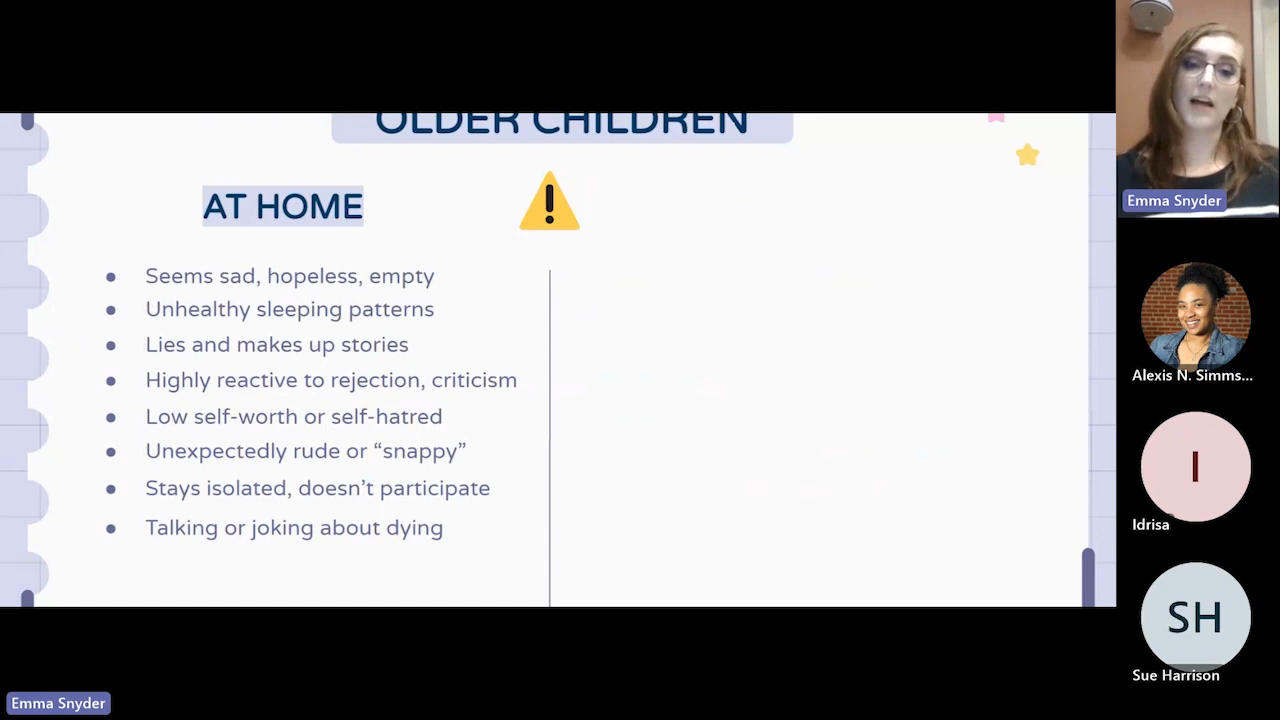 OLDER CHILDREN
AT HOME
Seems sad, hopeless, empty
Unhealthy sleeping patterns
Lies and makes up stories
Highly reactive to rejection, criticism
Low self-worth or self-hatred
Unexpectedly rude or “snappy”
Stays isolated, doesn’t participate
Talking or joking about dying
Emma Snyder
Alexis N. Simms...
I
Idrisa
SH
Sue Harrison
Emma Snyder